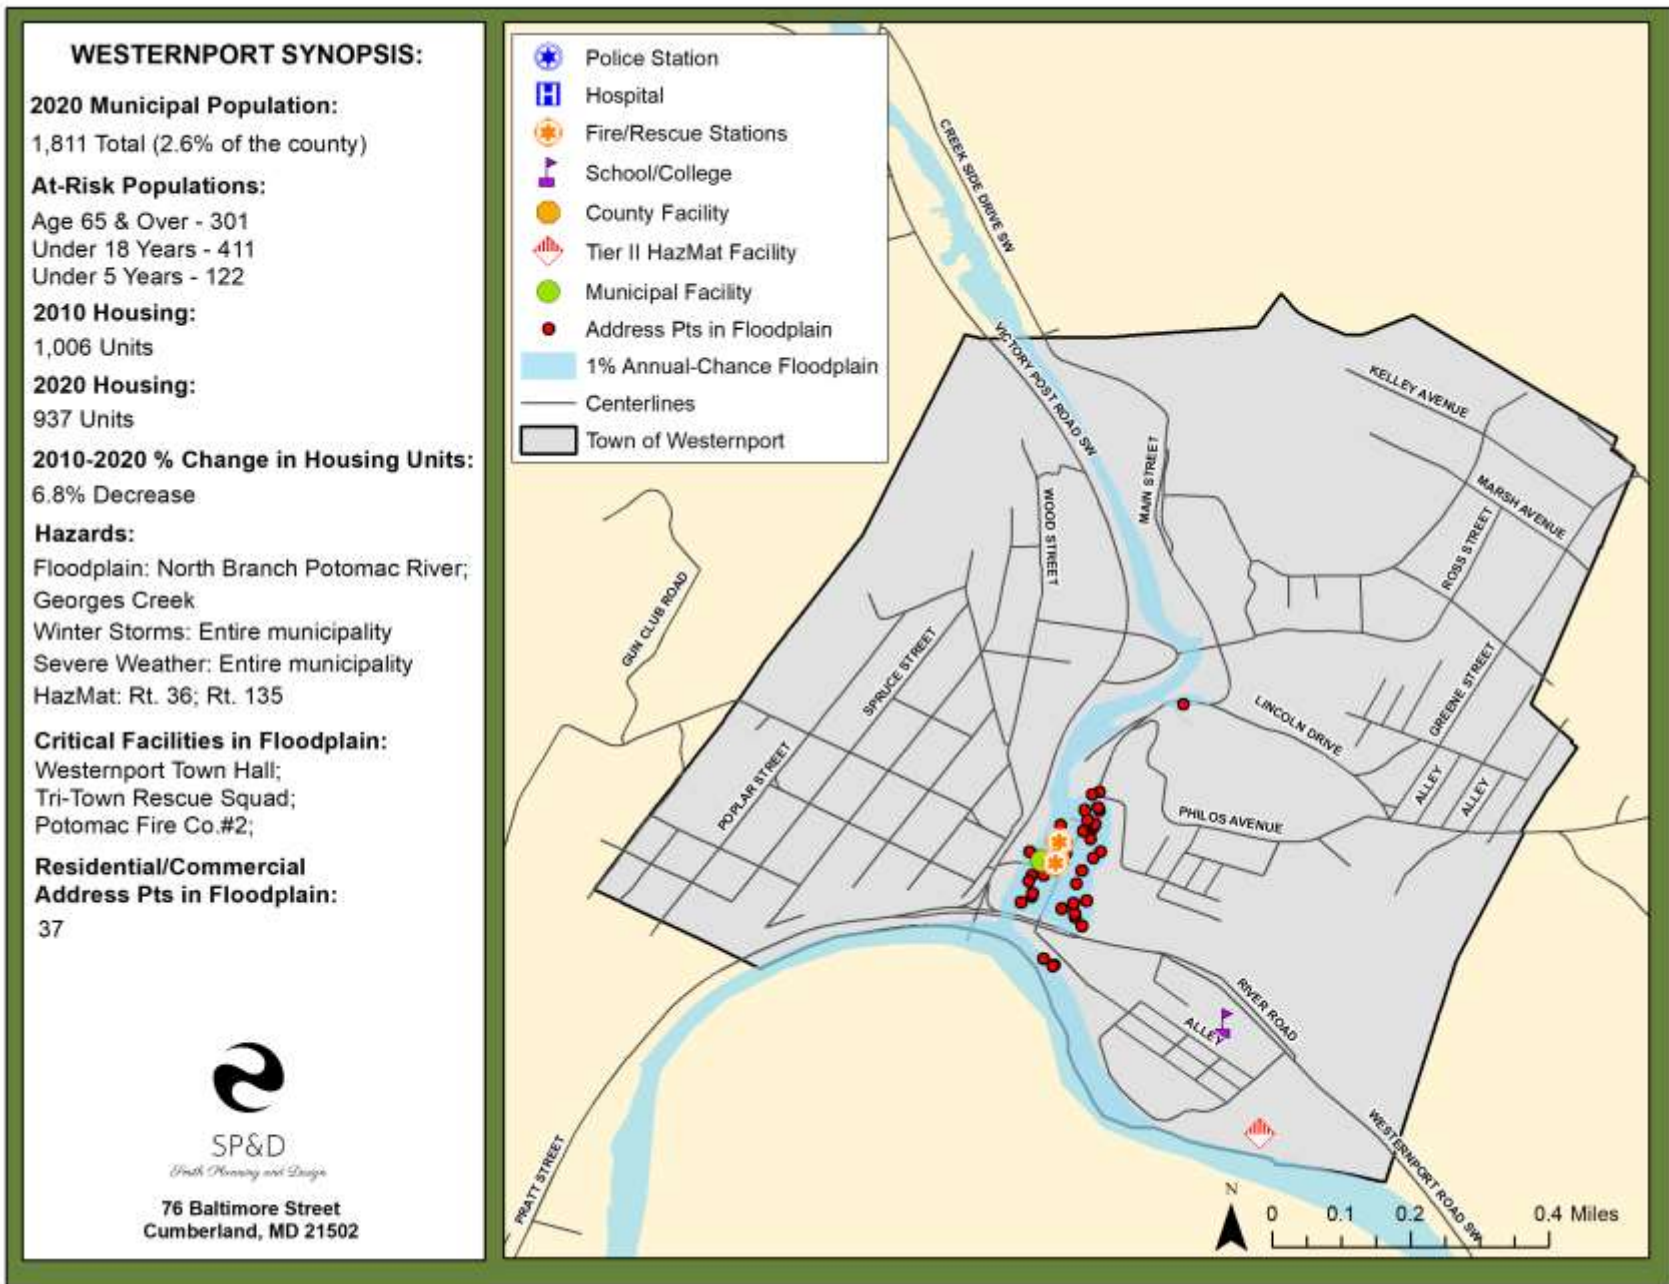 WESTERNPORT SYNOPSIS:
2020 Municipal Population:
1,811 Total (2.6% of the county)
At-Risk Populations:
Age 65 & Over - 301
Under 18 Years - 411
Under 5 Years - 122
2010 Housing:
1,006 Units
2020 Housing:
937 Units
2010-2020 % Change in Housing Units:
6.8% Decrease
Hazards:
Floodplain: North Branch Potomac River;
Georges Creek
Winter Storms: Entire municipality
Severe Weather: Entire municipality
HazMat: Rt. 36; Rt. 135
Critical Facilities in Floodplain:
Westernport Town Hall;
Tri-Town Rescue Squad;
Potomac Fire Co.#2;
Residential/Commercial
Address Pts in Floodplain:
37
SP&D
Smith Planning and Design
76 Baltimore Street
Cumberland, MD 21502
Police Station
H
Hospital
Fire/Rescue Stations
School/College
County Facility
Tier II HazMat Facility
Municipal Facility
Address Pts in Floodplain
1% Annual-Chance Floodplain
Centerlines
Town of Westernport
CREEK SIDE DRIVE SW
VICTORY POST ROAD SW
KELLEY AVENUE
MAIN STREET
MARSH AVENUE
WOOD STREET
ROSS STREET
GUN CLUB ROAD
SPRUCE STREET
GREENE STREET
LINCOLN DRIVE
POPLAR STREET
ALLEY
ALLEY
PHILOS AVENUE
RIVER ROAD
ALLEY
WESTERNPORT ROAD SW
PRATT STREET
N
0 0.1 0.2 0.4 Miles